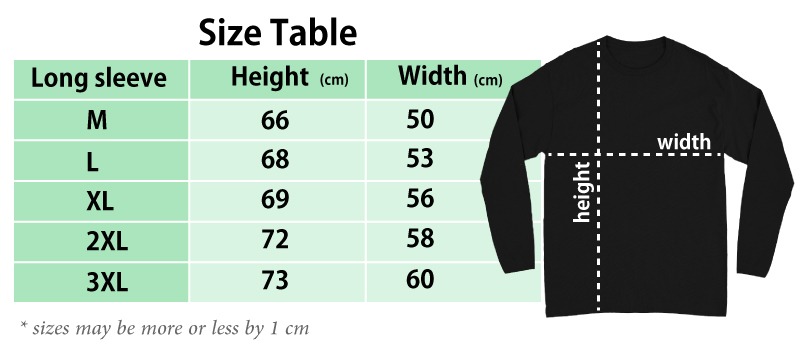 Size Table
Long sleeve Height (cm) Width (cm)
M 66 50
L 68 53
XL 69 56
2XL 72 58
3XL 73 60
width
height
* sizes may be more or less by 1 cm